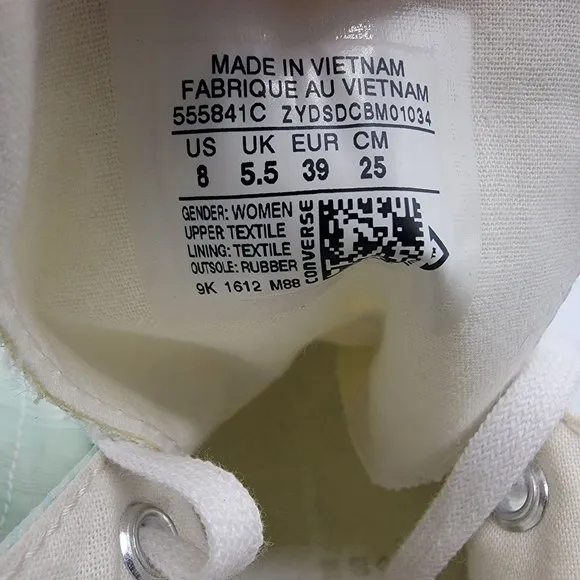 MADE IN VIETNAM
FABRIQUE AU VIETNAM
555841C ZYDSDCBM01034
US UK EUR CM
8 5.5 39 25
GENDER: WOMEN
UPPER TEXTILE
LINING: TEXTILE
OUTSOLE: RUBBER
9K 1612 M88
CONVERSE